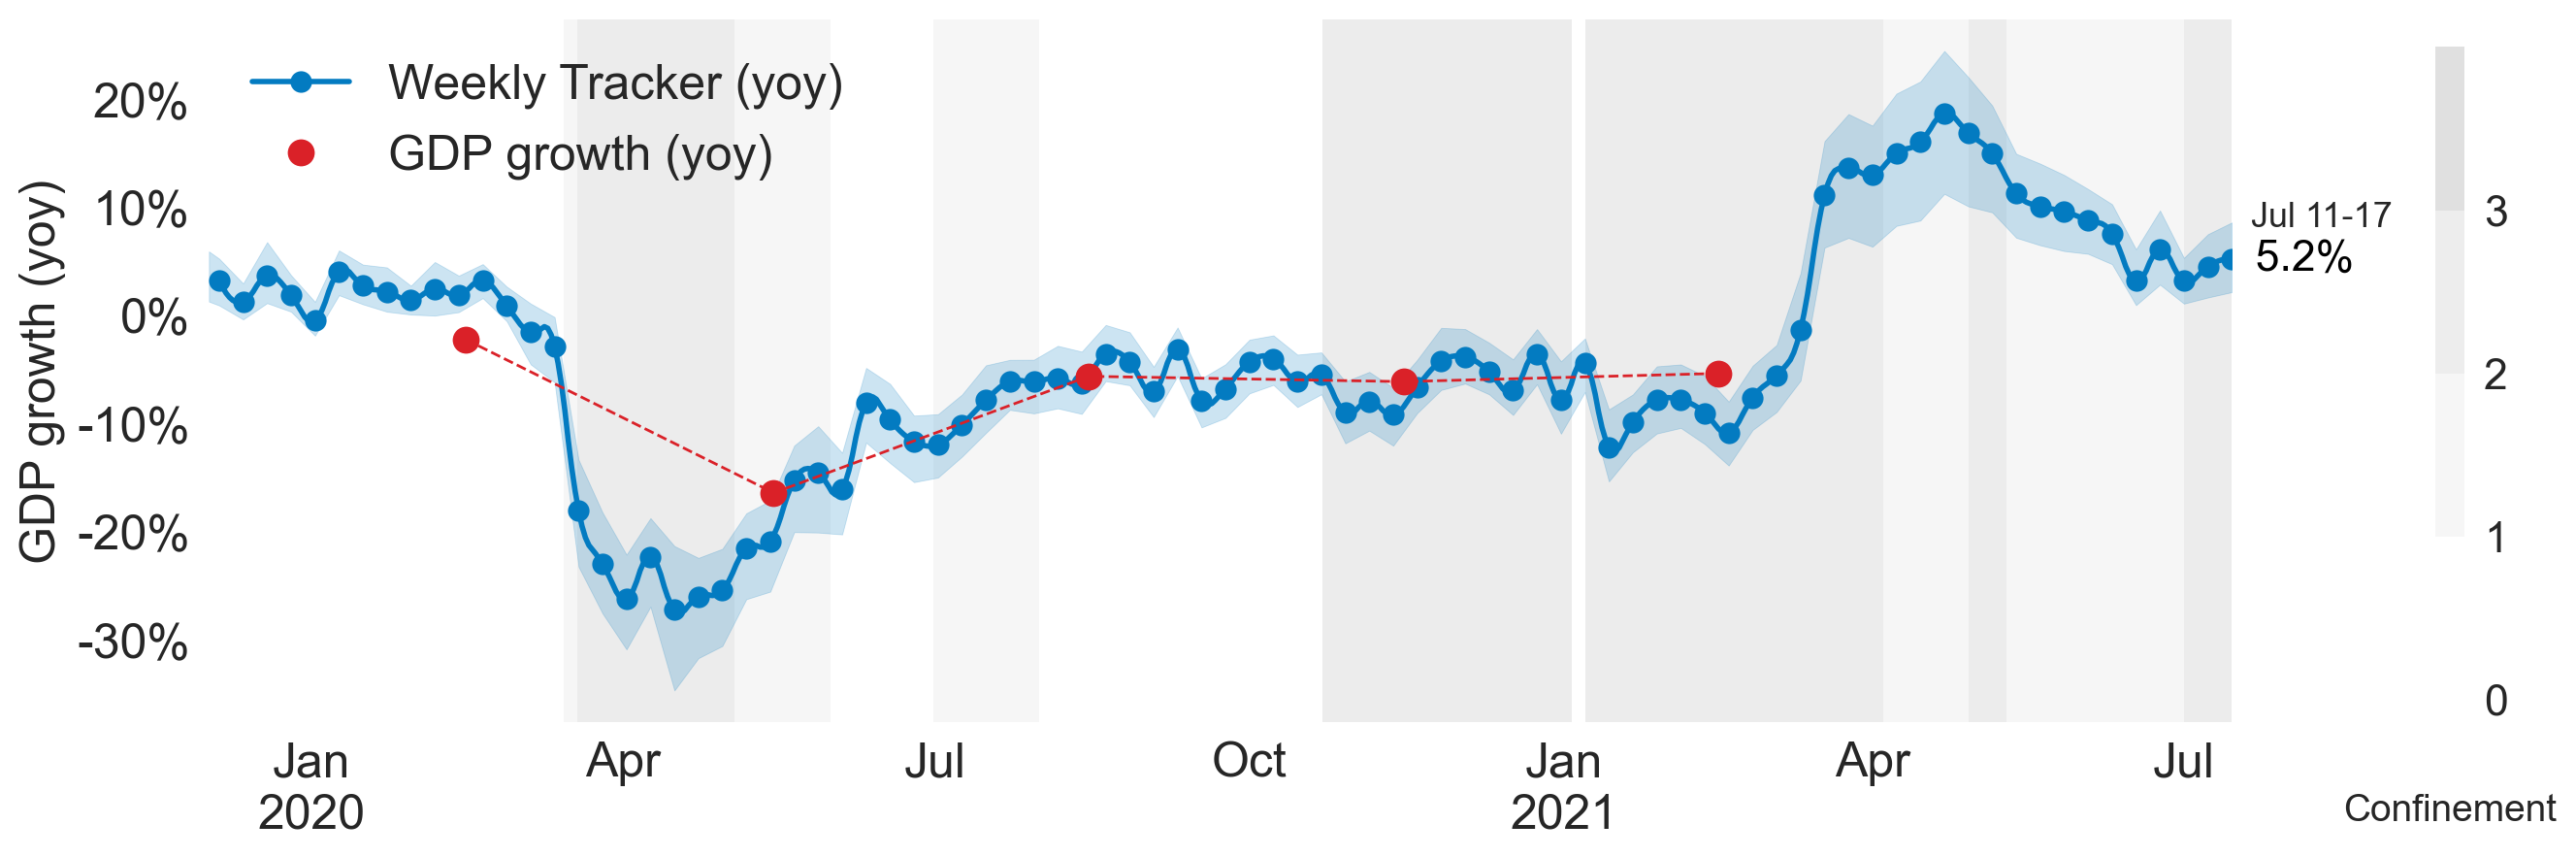 Weekly Tracker (yoy)
GDP growth (yoy)
GDP growth (yoy)
20%
10%
0%
-10%
-20%
-30%
Jul 11-17
5.2%
3
2
1
0
Jan
2020
Apr
Jul
Oct
Jan
2021
Apr
Jul
Confinement